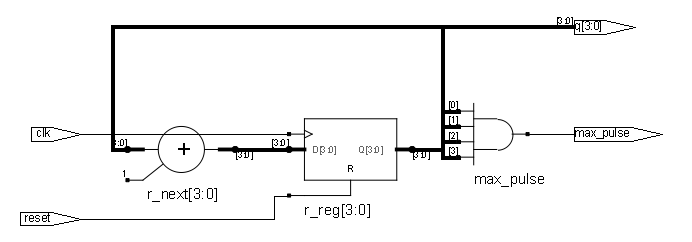 [3:0]
q[3:0]
[0]
[1]
[2]
[3]
max_pulse
clk
3:0]
+
[3:0]
[3:0]
D[3:0]
Q[3:0]
[3:0]
R
1
max_pulse
r_next[3:0]
r_reg[3:0]
reset